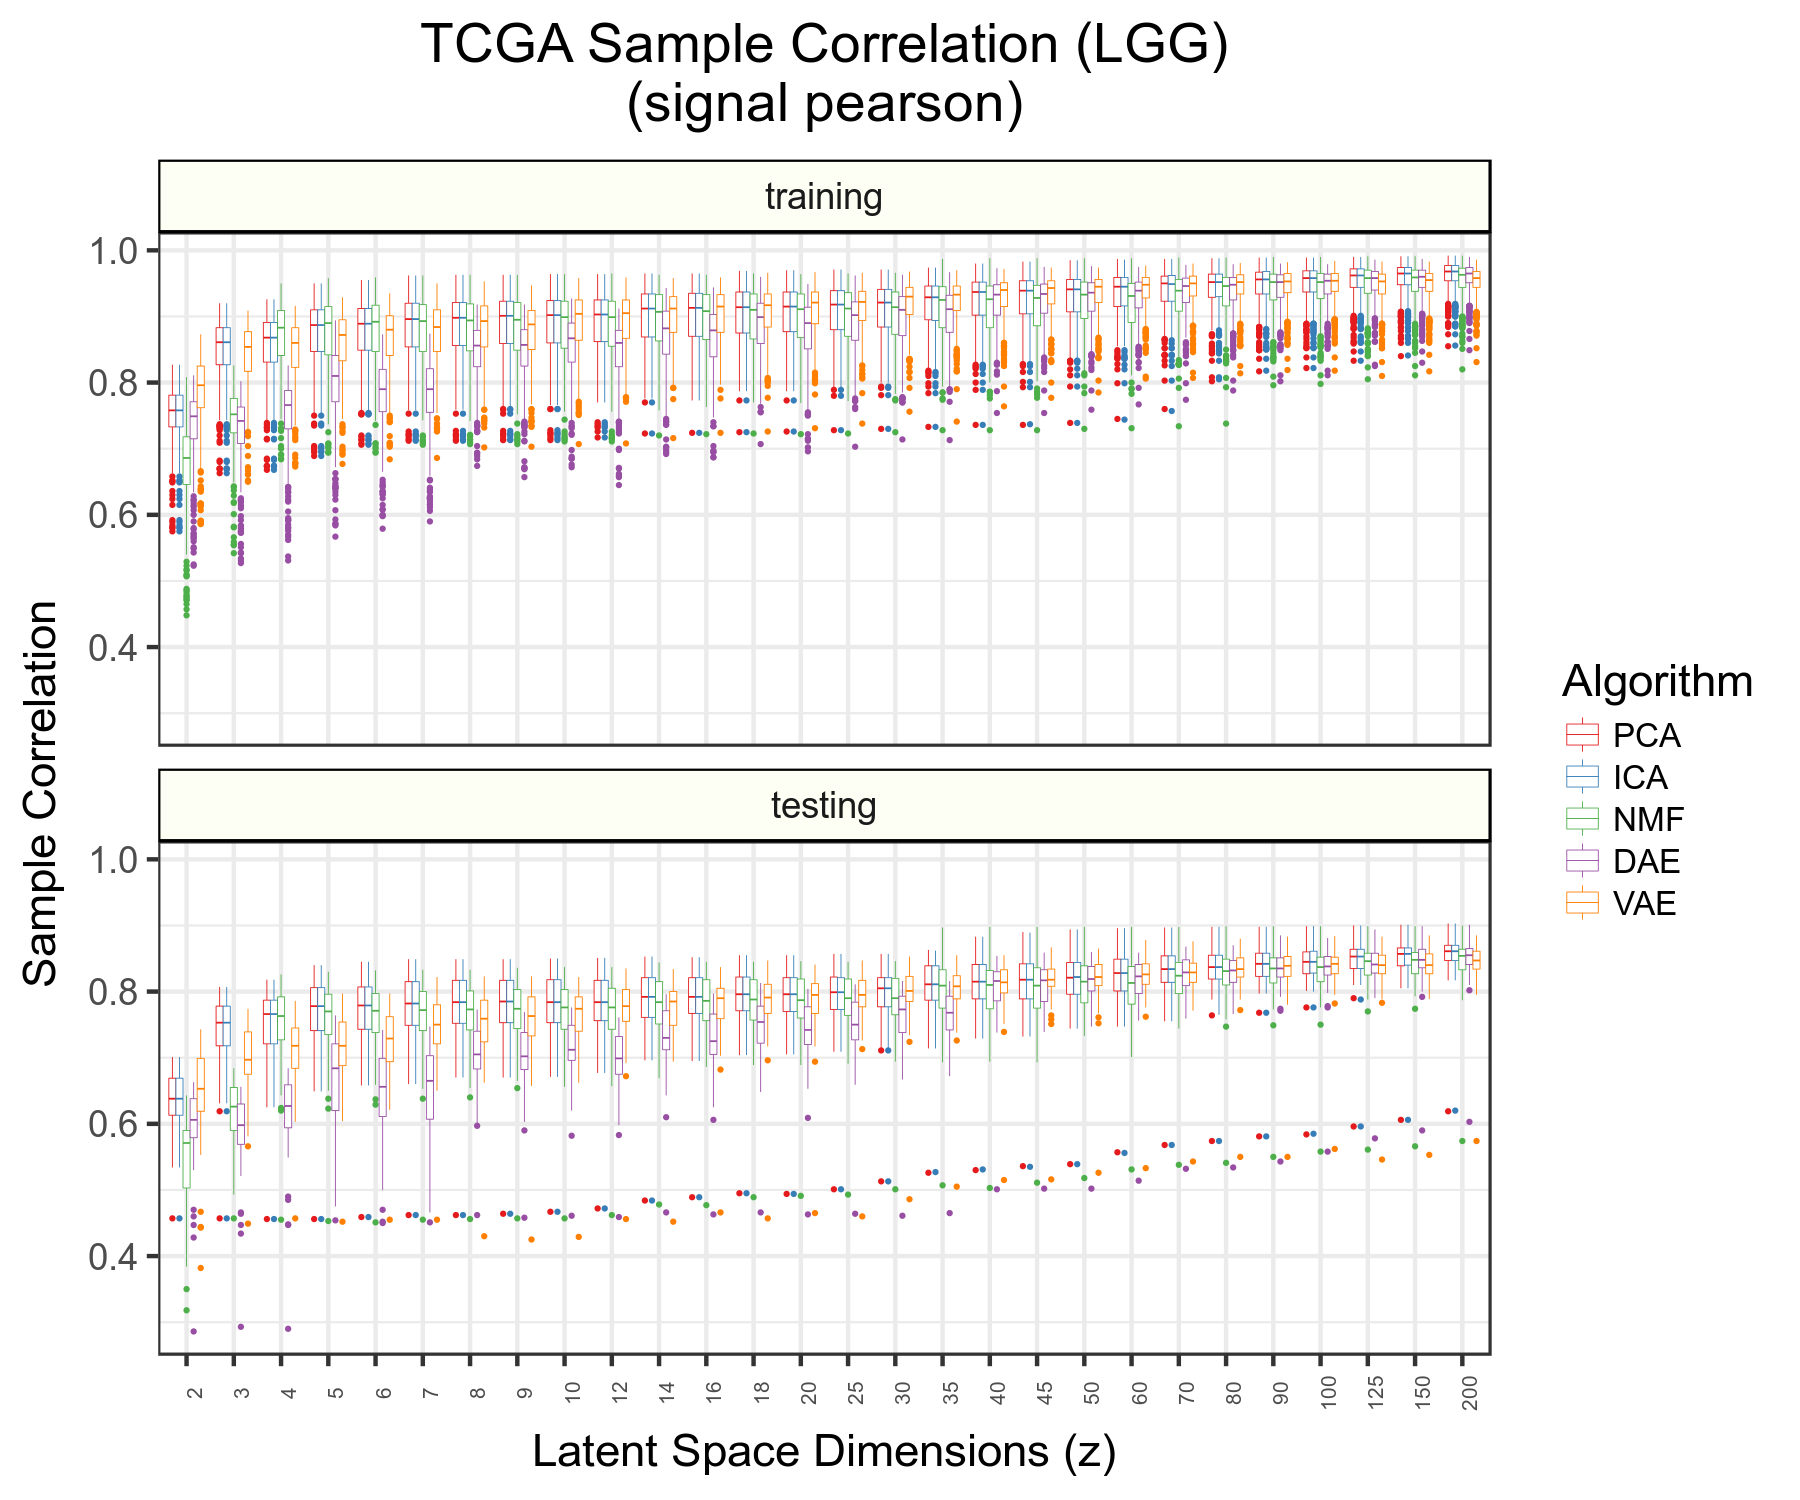 TCGA Sample Correlation (LGG)
(signal pearson)
training
1.0
0.8
0.6
0.4
Sample Correlation
testing
1.0
0.8
0.6
0.4
2 3 4 5 6 7 8 9 10 12 14 16 18 20 25 30 35 40 45 50 60 70 80 90 100 125 150 200
Latent Space Dimensions (z)
Algorithm
PCA
ICA
NMF
DAE
VAE